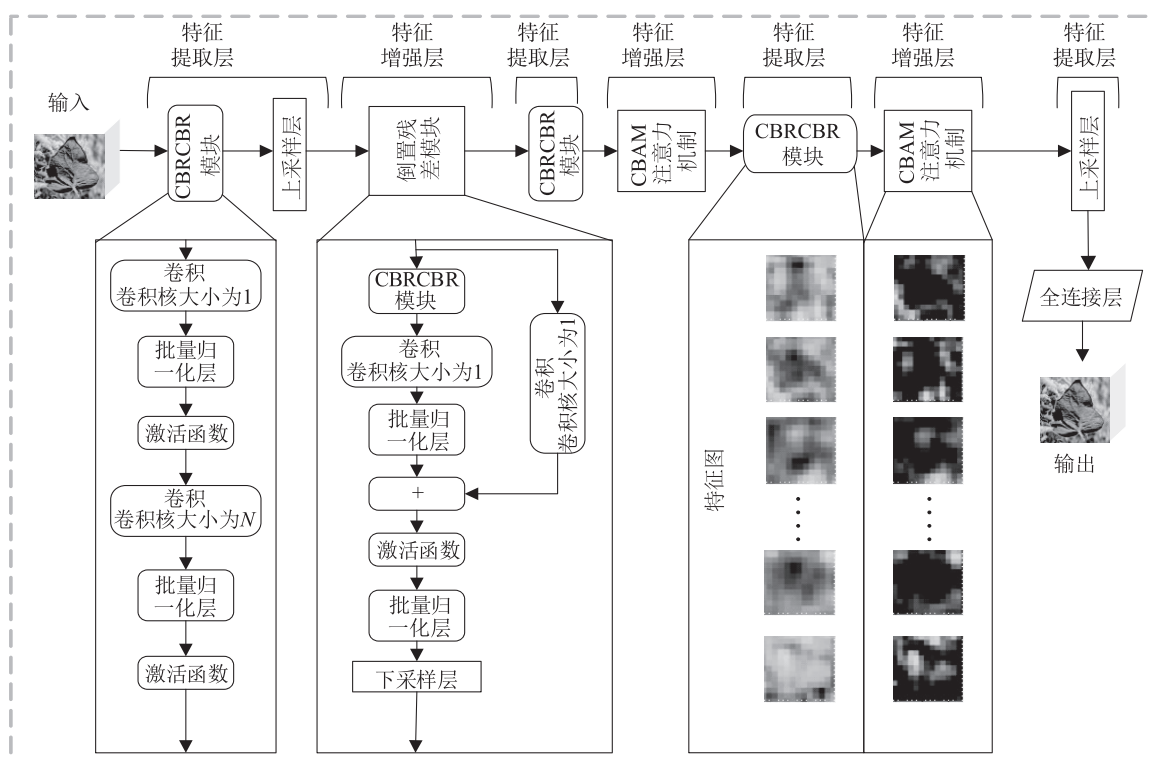 特征
提取层
特征
增强层
特征
提取层
特征
增强层
特征
提取层
特征
增强层
特征
提取层
输入
CBRCBR
模块
上采样层
倒置残
差模块
CBRCBR
模块
CBAM
注意力
机制
CBRCBR
模块
CBAM
注意力
机制
上采样层
卷积
卷积核大小为1
批量归
一化层
激活函数
卷积
卷积核大小为N
批量归
一化层
激活函数
CBRCBR
模块
卷积
卷积核大小为1
批量归
一化层
+
激活函数
批量归
一化层
下采样层
卷积
卷积核大小为1
特征图
全连接层
输出